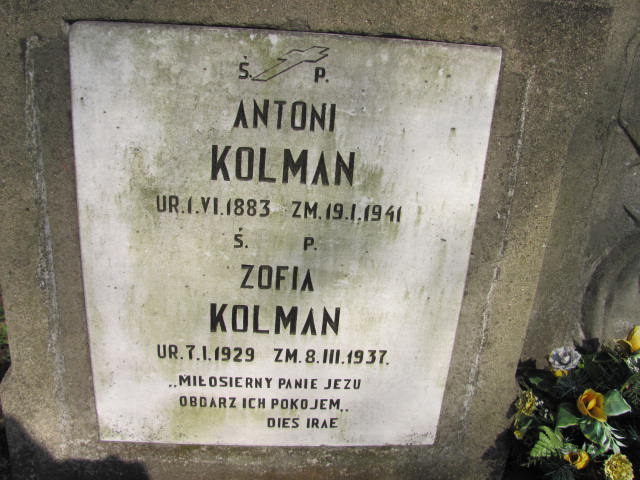 Ś. P.
ANTONI
KOLMAN
UR.1.VI.1883 ZM.19.I.1941
Ś. P.
ZOFIA
KOLMAN
UR.7.I.1929 ZM.8.III.1937.
„MIŁOSIERNY PANIE JEZU
OBDARZ ICH POKOJEM„
DIES IRAE